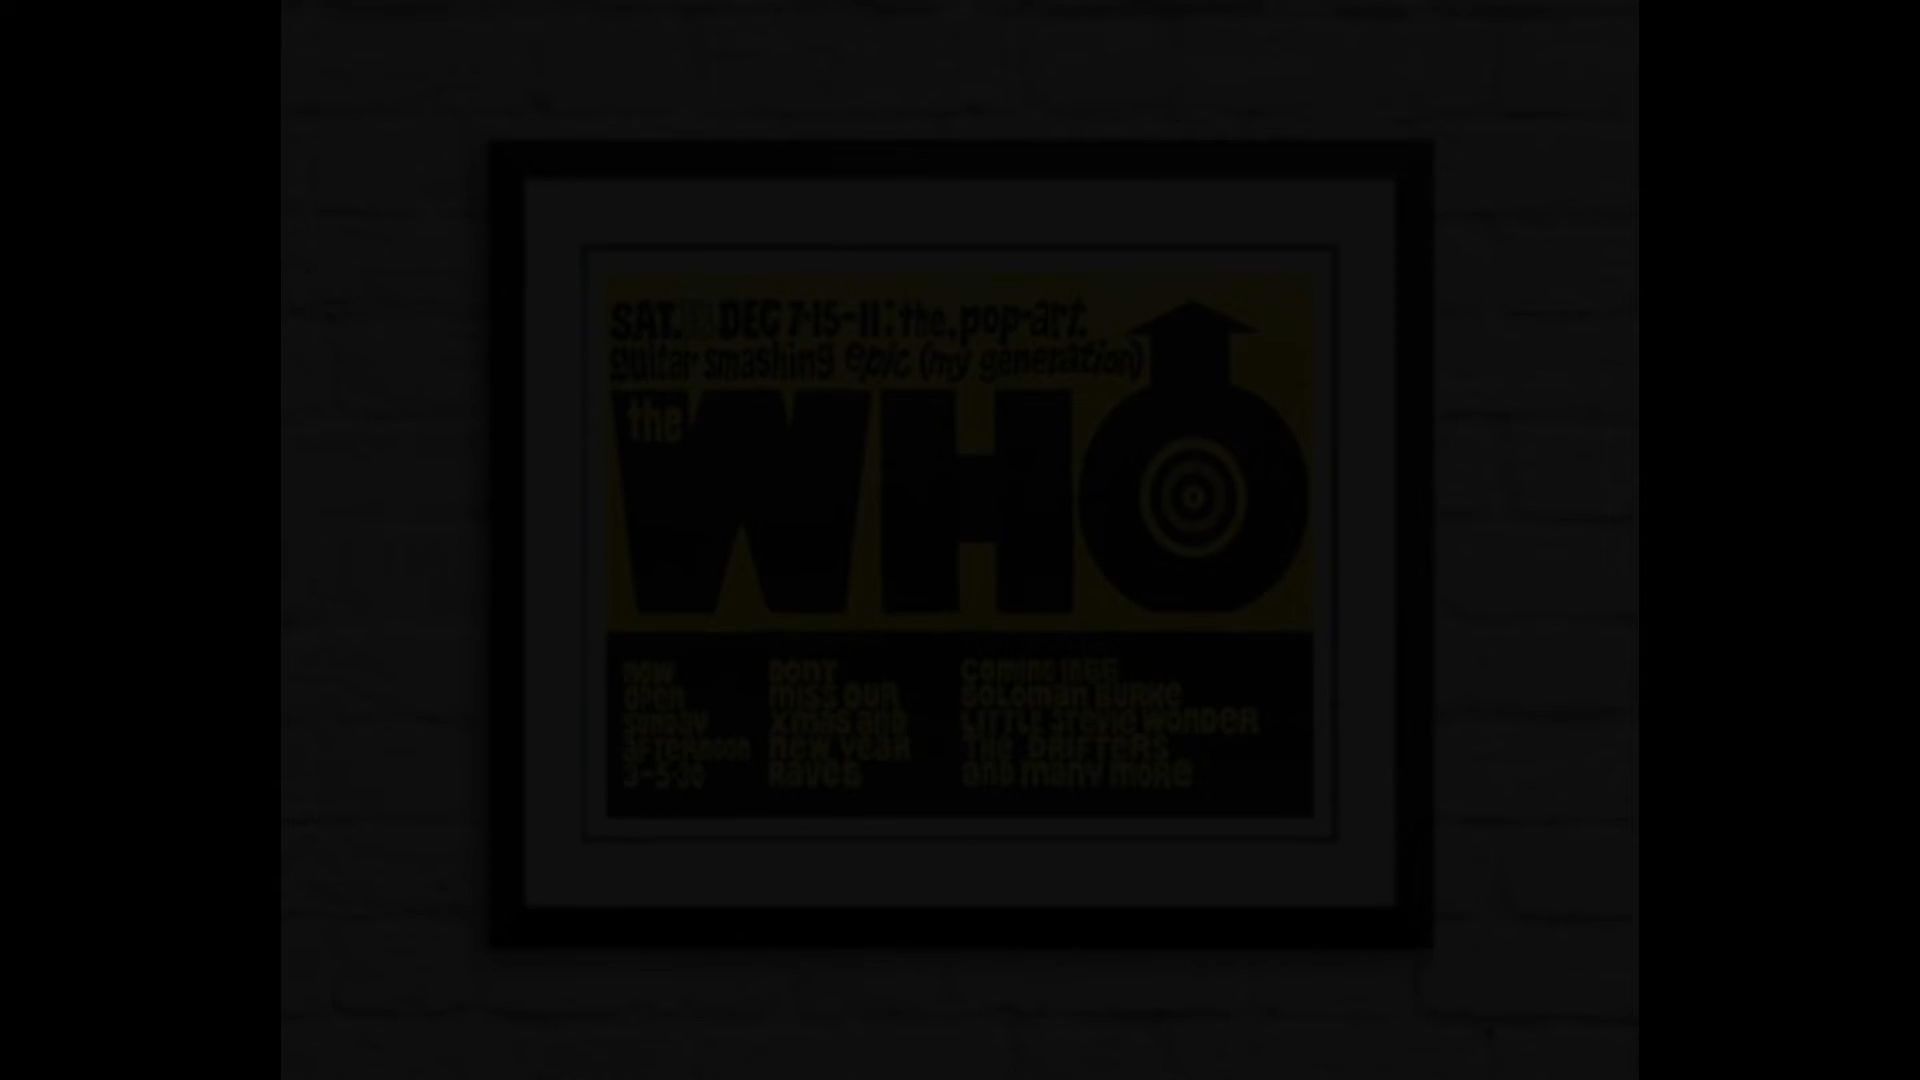 SAT. DEC 7·15-11: the. pop-art.
guitar smashing epic (my generation)
the WHO
now
open
sunday
afternoon
3-5·30
DON'T
miss our
xmas and
new year
raves
coming in
soloman burke
little stevie wonder
the drifters
and many more